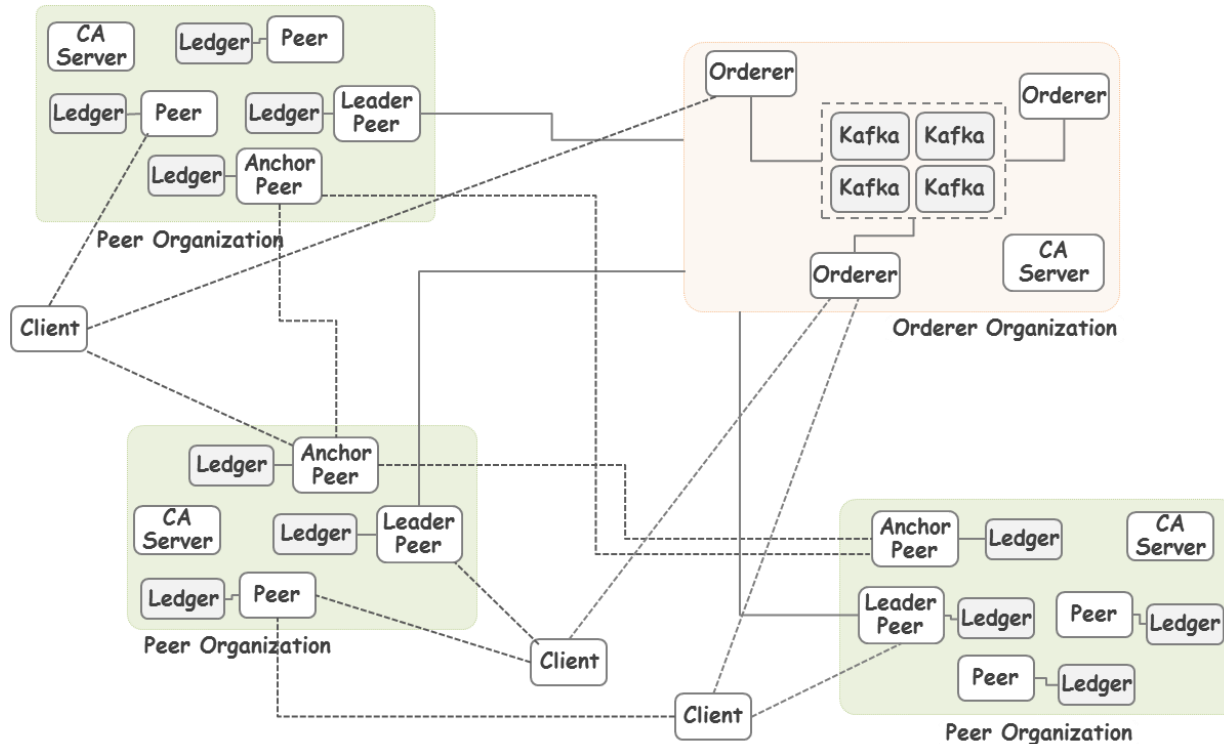 CA
Server
Ledger
Peer
Ledger
Peer
Ledger
Leader
Peer
Ledger
Anchor
Peer
Peer Organization
Orderer
Orderer
Kafka
Kafka
Kafka
Kafka
Orderer
CA
Server
Orderer Organization
Client
Ledger
Anchor
Peer
CA
Server
Ledger
Leader
Peer
Ledger
Peer
Peer Organization
Client
Client
Anchor
Peer
Ledger
CA
Server
Leader
Peer
Ledger
Peer
Ledger
Peer
Ledger
Peer Organization